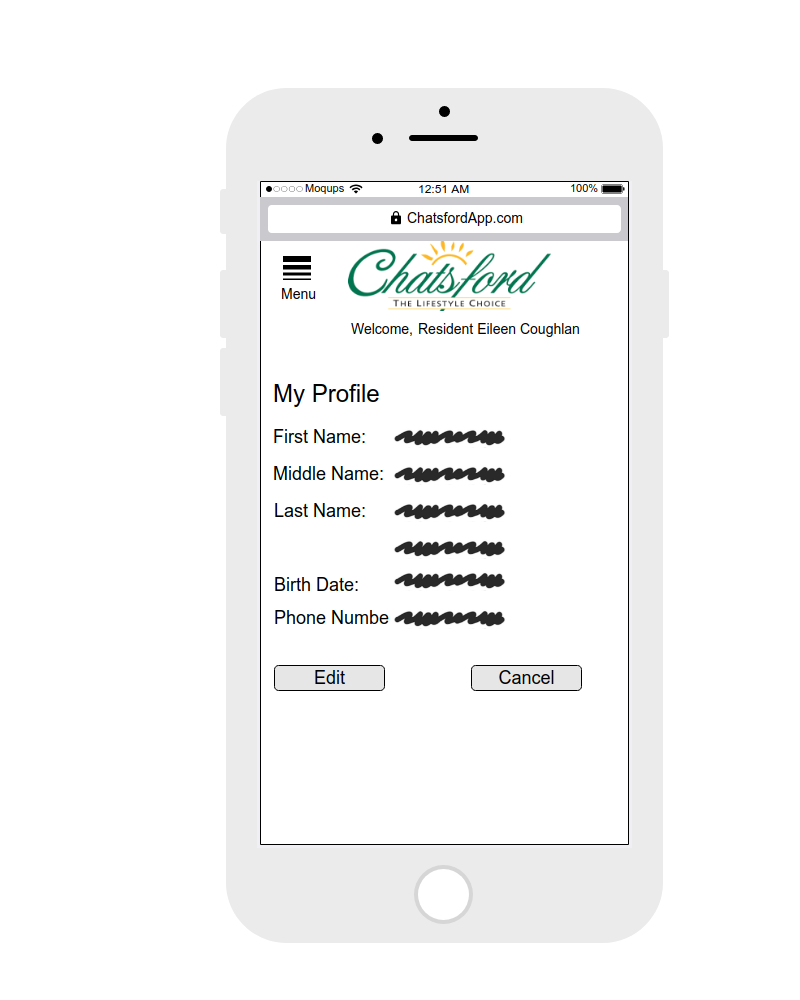 Moqups 12:51 AM 100%
ChatsfordApp.com
Menu
Chatsford
THE LIFESTYLE CHOICE
Welcome, Resident Eileen Coughlan
My Profile
First Name:
Middle Name:
Last Name:
Birth Date:
Phone Numbe
Edit Cancel